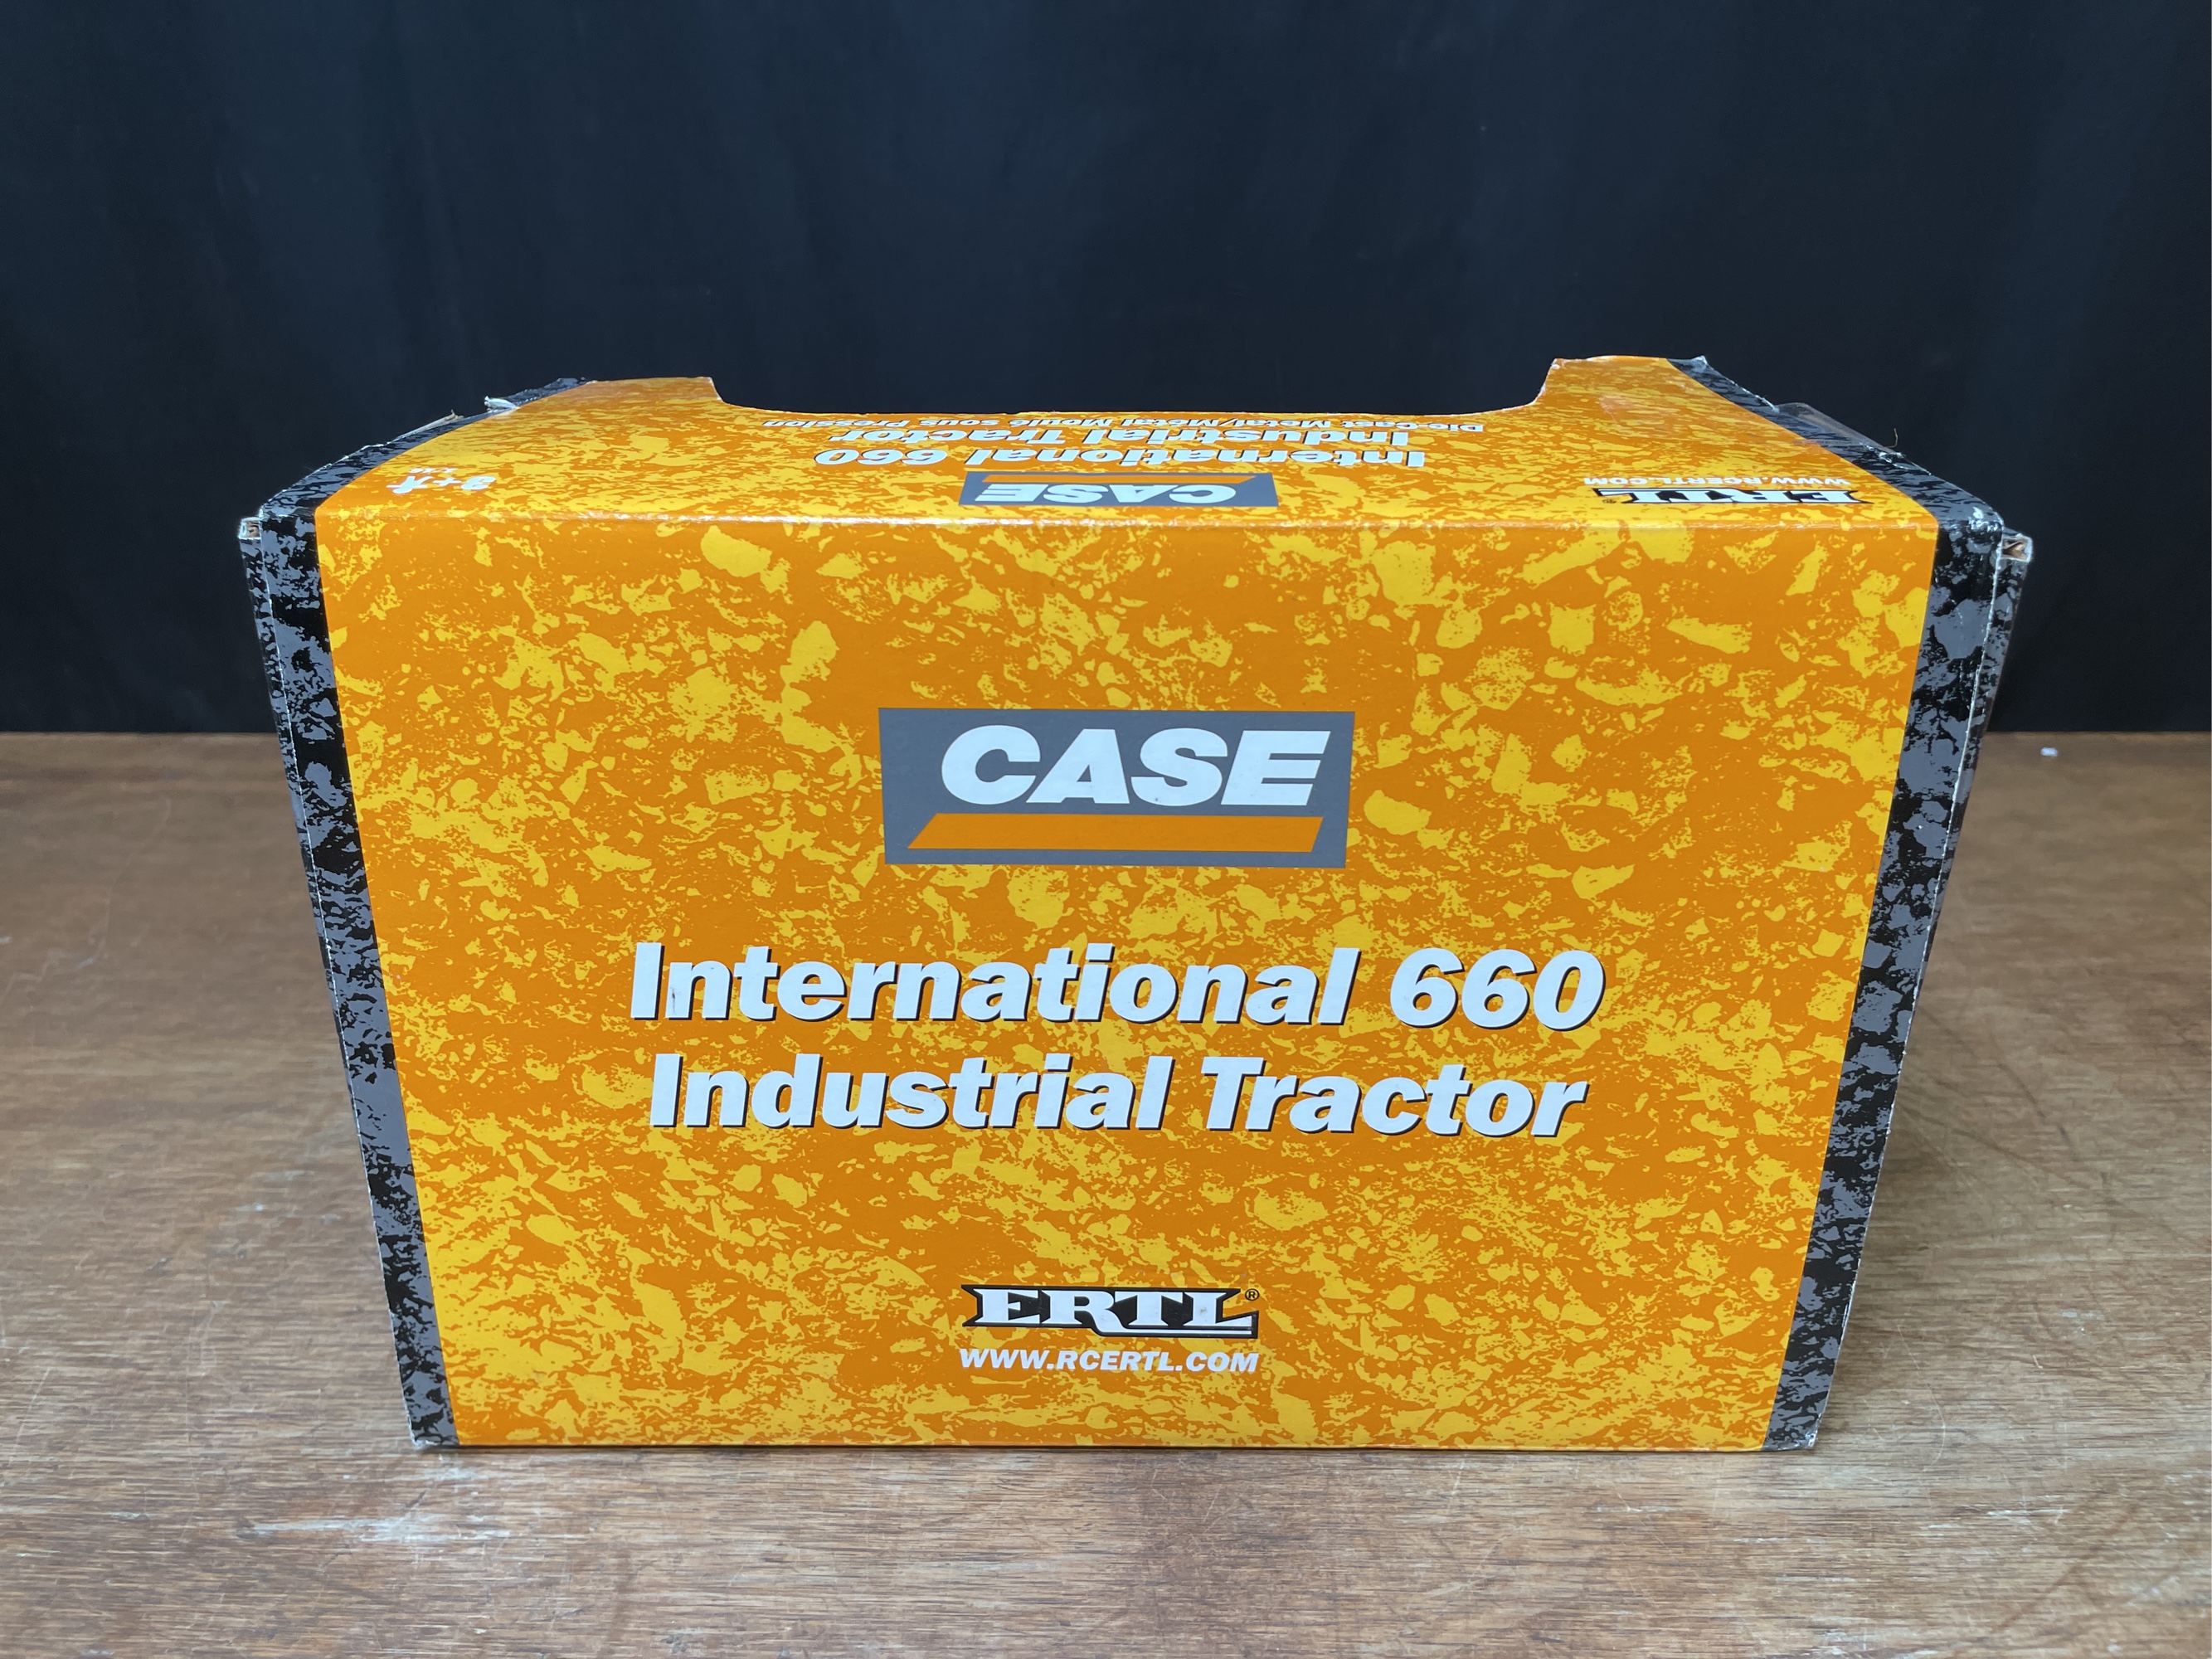 International 660
Industrial Tractor
Die-Cast Metal/Métal Moulé sous Pression
CASE
WWW.RCERTL.COM
ERTL®
CASE
International 660
Industrial Tractor
ERTL®
WWW.RCERTL.COM